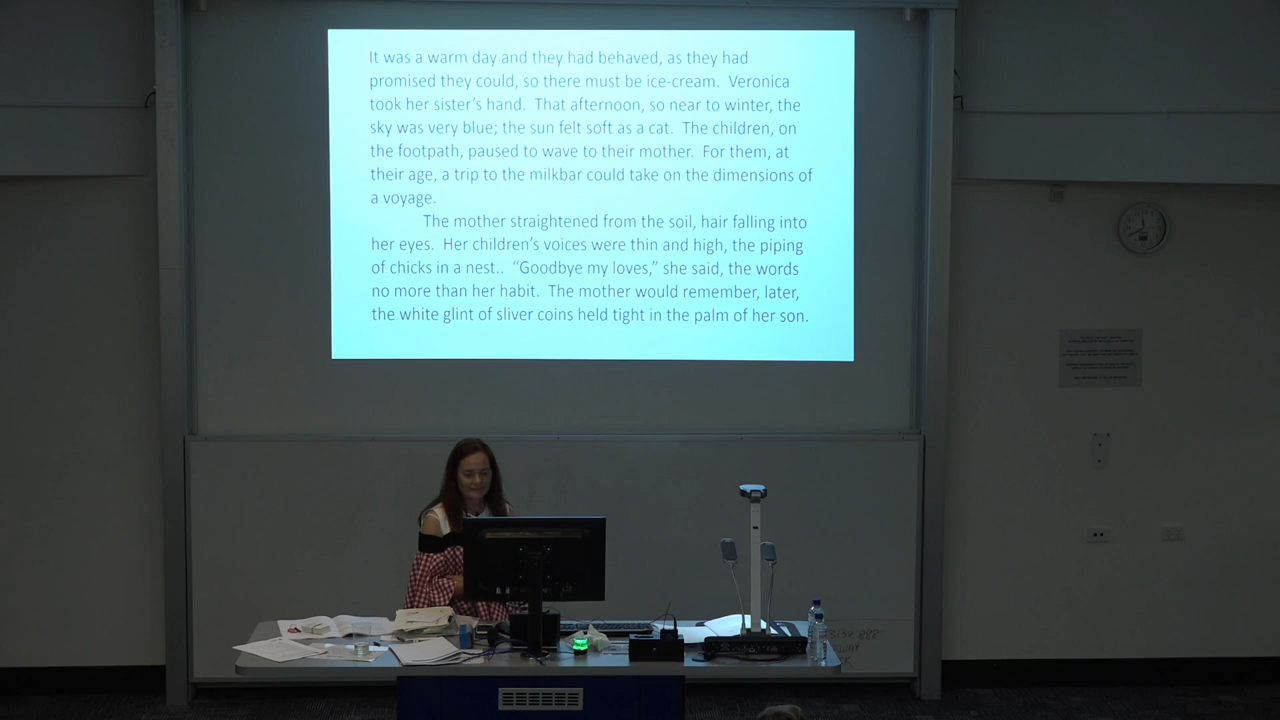 It was a warm day and they had behaved, as they had
promised they could, so there must be ice-cream. Veronica
took her sister's hand. That afternoon, so near to winter, the
sky was very blue; the sun felt soft as a cat. The children, on
the footpath, paused to wave to their mother. For them, at
their age, a trip to the milkbar could take on the dimensions of
a voyage.
The mother straightened from the soil, hair falling into
her eyes. Her children's voices were thin and high, the piping
of chicks in a nest.. “Goodbye my loves,” she said, the words
no more than her habit. The mother would remember, later,
the white glint of sliver coins held tight in the palm of her son.